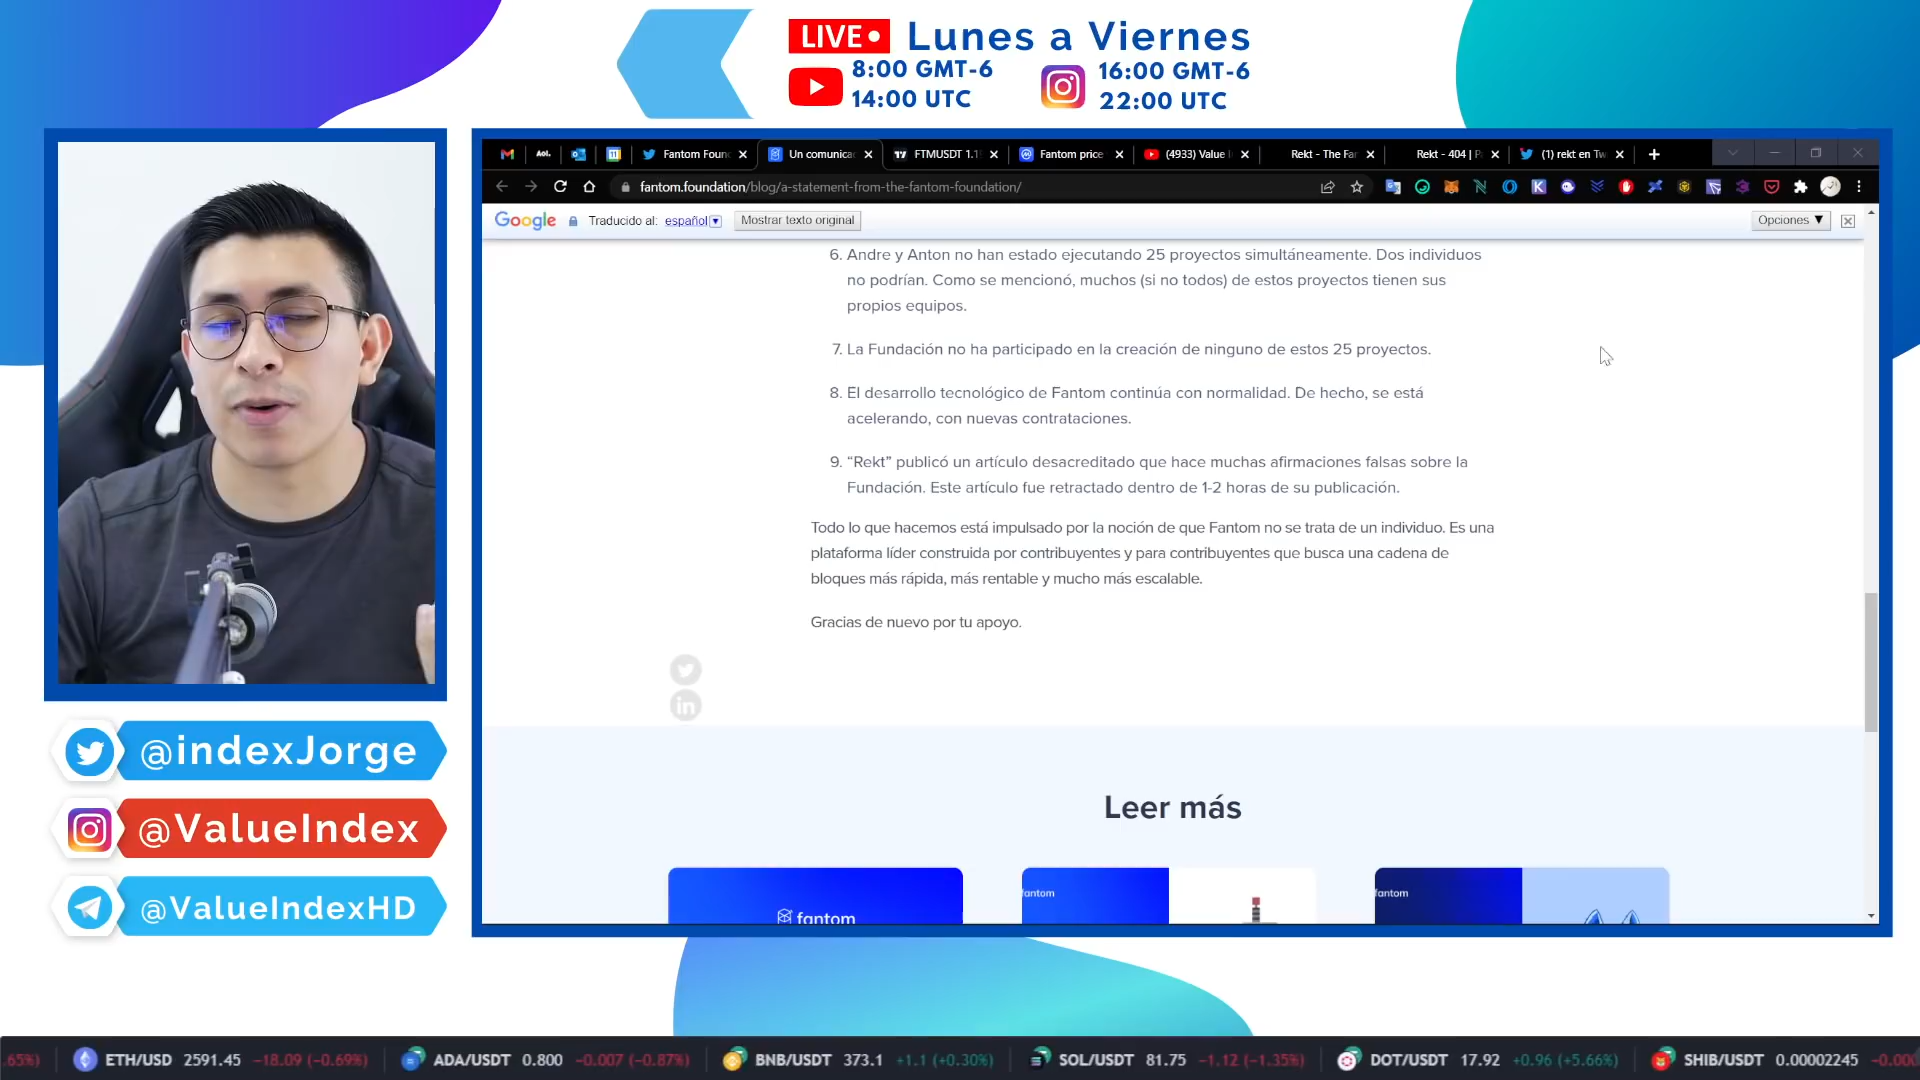 LIVE• Lunes a Viernes
8:00 GMT-6
14:00 UTC
16:00 GMT-6
22:00 UTC
Aol.
Fantom Foun
Un comunica
FTMUSDT 1.1
Fantom price
(4933) Value I
Rekt - The Fan
Rekt - 404 | P
(1) rekt en Tw
fantom.foundation/blog/a-statement-from-the-fantom-foundation/
Google Traducido al: español Mostrar texto original Opciones ▼
6. Andre y Anton no han estado ejecutando 25 proyectos simultáneamente. Dos individuos
no podrían. Como se mencionó, muchos (si no todos) de estos proyectos tienen sus
propios equipos.
7. La Fundación no ha participado en la creación de ninguno de estos 25 proyectos.
8. El desarrollo tecnológico de Fantom continúa con normalidad. De hecho, se está
acelerando, con nuevas contrataciones.
9. “Rekt” publicó un artículo desacreditado que hace muchas afirmaciones falsas sobre la
Fundación. Este artículo fue retractado dentro de 1-2 horas de su publicación.
Todo lo que hacemos está impulsado por la noción de que Fantom no se trata de un individuo. Es una
plataforma líder construida por contribuyentes y para contribuyentes que busca una cadena de
bloques más rápida, más rentable y mucho más escalable.
Gracias de nuevo por tu apoyo.
Leer más
fantom
fantom
fantom
@indexJorge
@ValueIndex
@ValueIndexHD
.65%) ETH/USD 2591.45 −18.09 (−0.69%) ADA/USDT 0.800 −0.007 (−0.87%) BNB/USDT 373.1 +1.1 (+0.30%) SOL/USDT 81.75 −1.12 (−1.35%) DOT/USDT 17.92 +0.96 (+5.66%) SHIB/USDT 0.00002245 −0.000